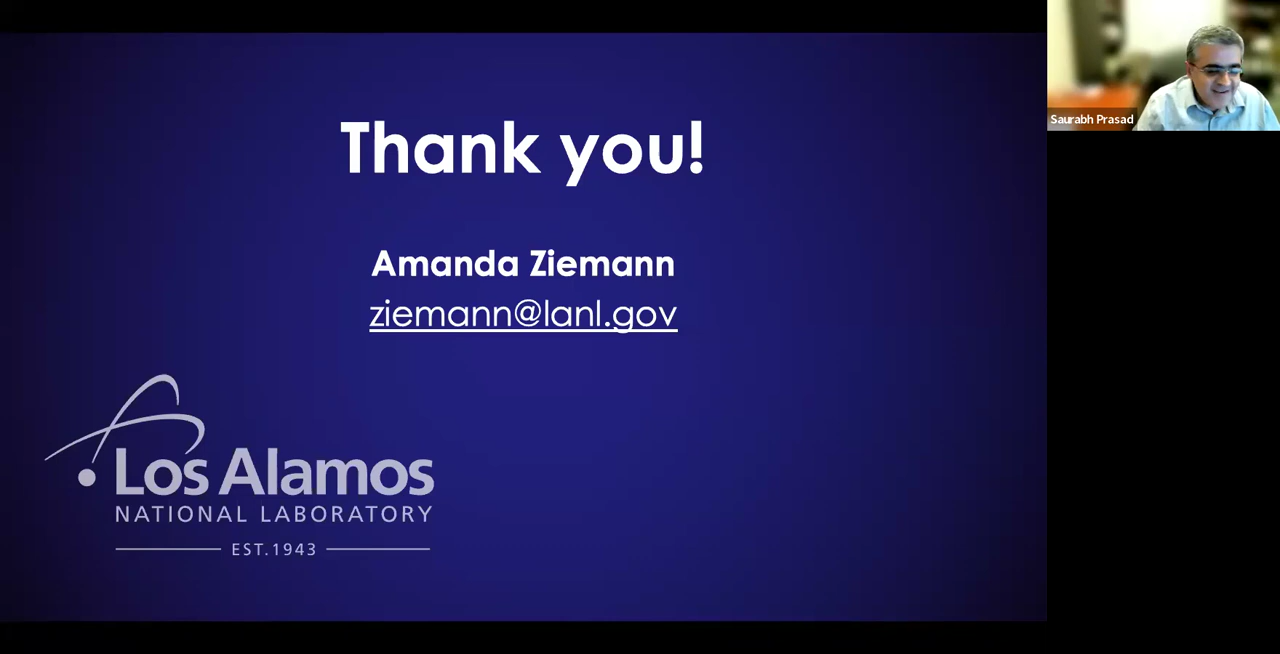 Thank you!
Amanda Ziemann
ziemann@lanl.gov
Los Alamos
NATIONAL LABORATORY
EST.1943
Saurabh Prasad